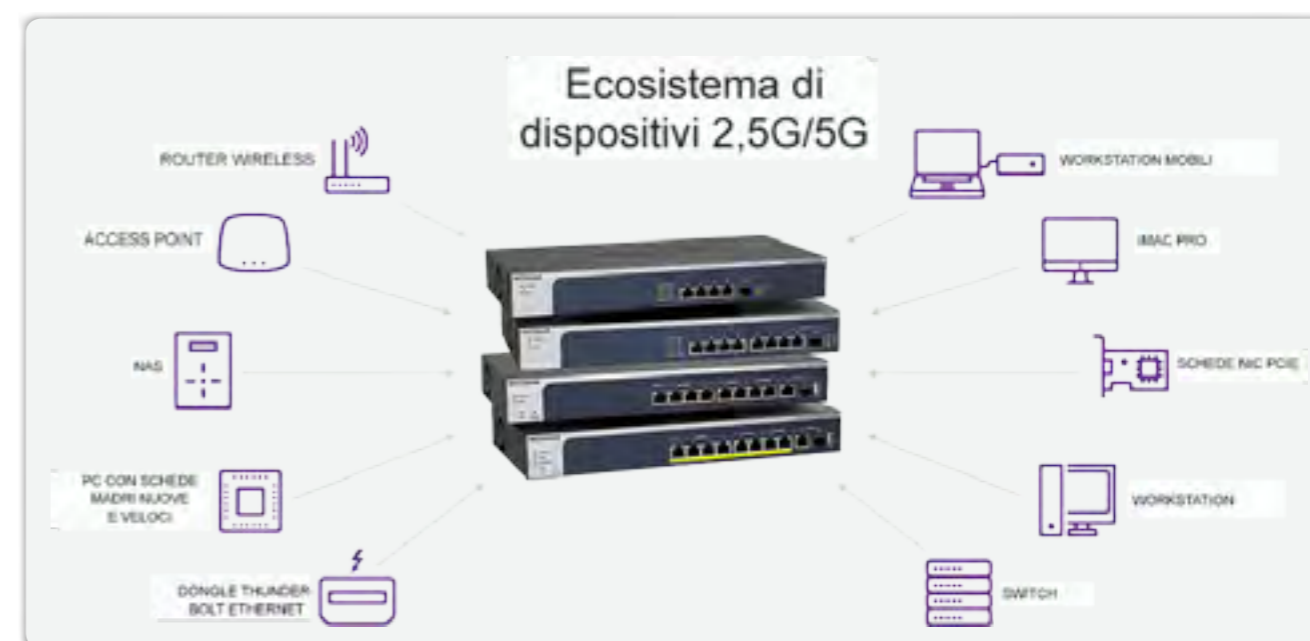 Ecosistema di
dispositivi 2,5G/5G
ROUTER WIRELESS
ACCESS POINT
NAS
PC CON SCHEDE
MADRI NUOVE
E VELOCI
DONGLE THUNDER-
BOLT ETHERNET
WORKSTATION MOBILI
IMAC PRO
SCHEDE NIC PCIE
WORKSTATION
SWITCH